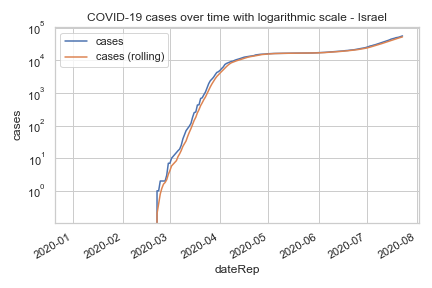 COVID-19 cases over time with logarithmic scale - Israel
cases
cases (rolling)
10^5
10^4
10^3
10^2
10^1
10^0
cases
2020-01
2020-02
2020-03
2020-04
2020-05
2020-06
2020-07
2020-08
dateRep